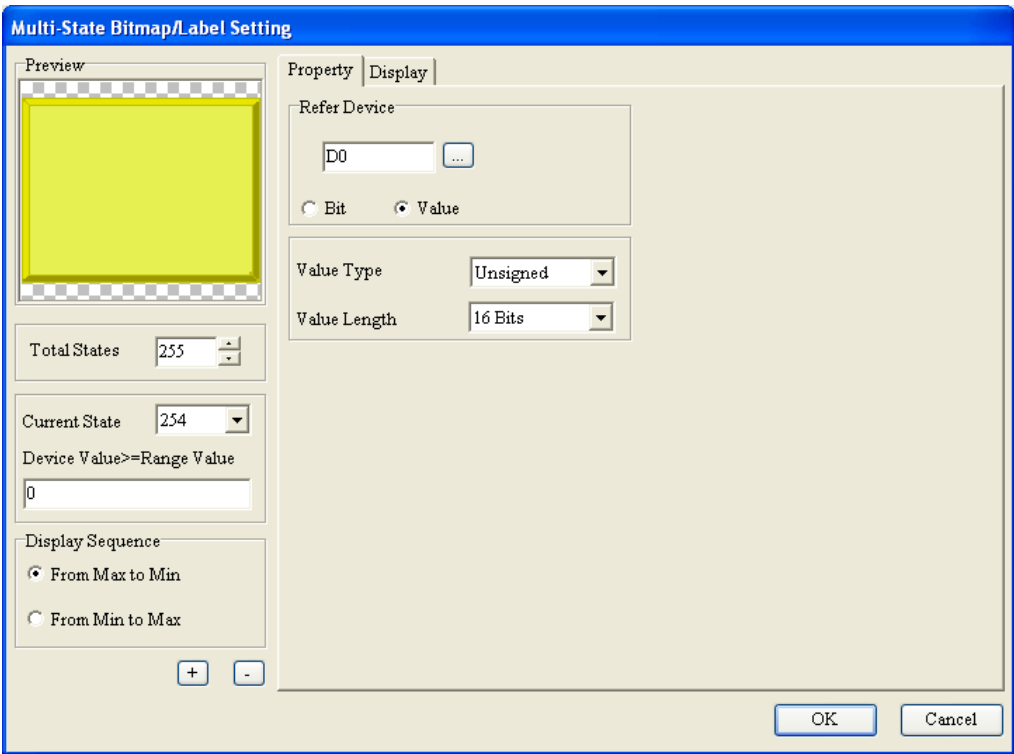 Multi-State Bitmap/Label Setting
Preview
Property Display
Refer Device
D0 ...
Bit Value
Value Type Unsigned
Value Length 16 Bits
Total States 255
Current State 254
Device Value>=Range Value
0
Display Sequence
From Max to Min
From Min to Max
+ -
OK Cancel